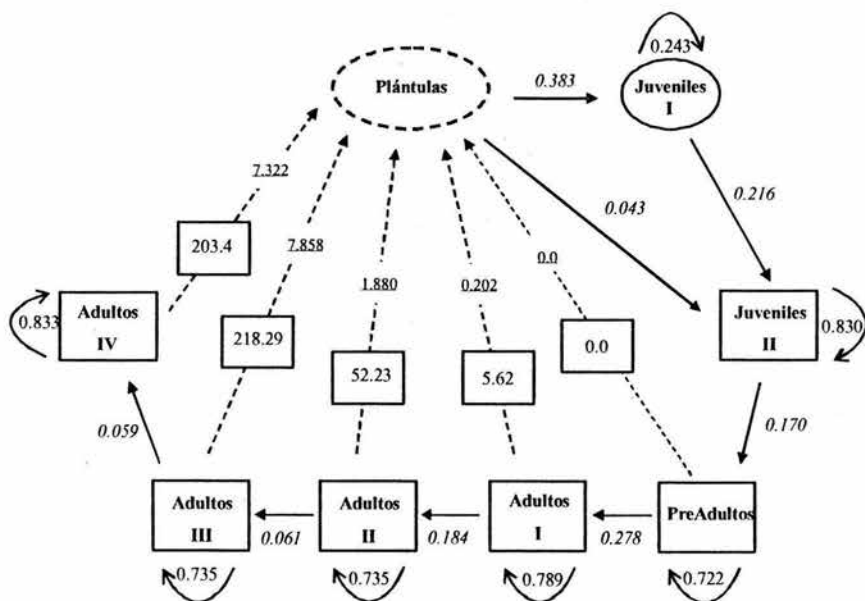 0.243
Plántulas
0.383
Juveniles
I
7.322
0.043
0.216
203.4
7.858
0.0
1.880
0.202
0.833
Adultos
IV
218.29
52.23
5.62
0.0
Juveniles
II
0.830
0.059
0.170
Adultos
III
0.061
Adultos
II
0.184
Adultos
I
0.278
PreAdultos
0.735
0.735
0.789
0.722